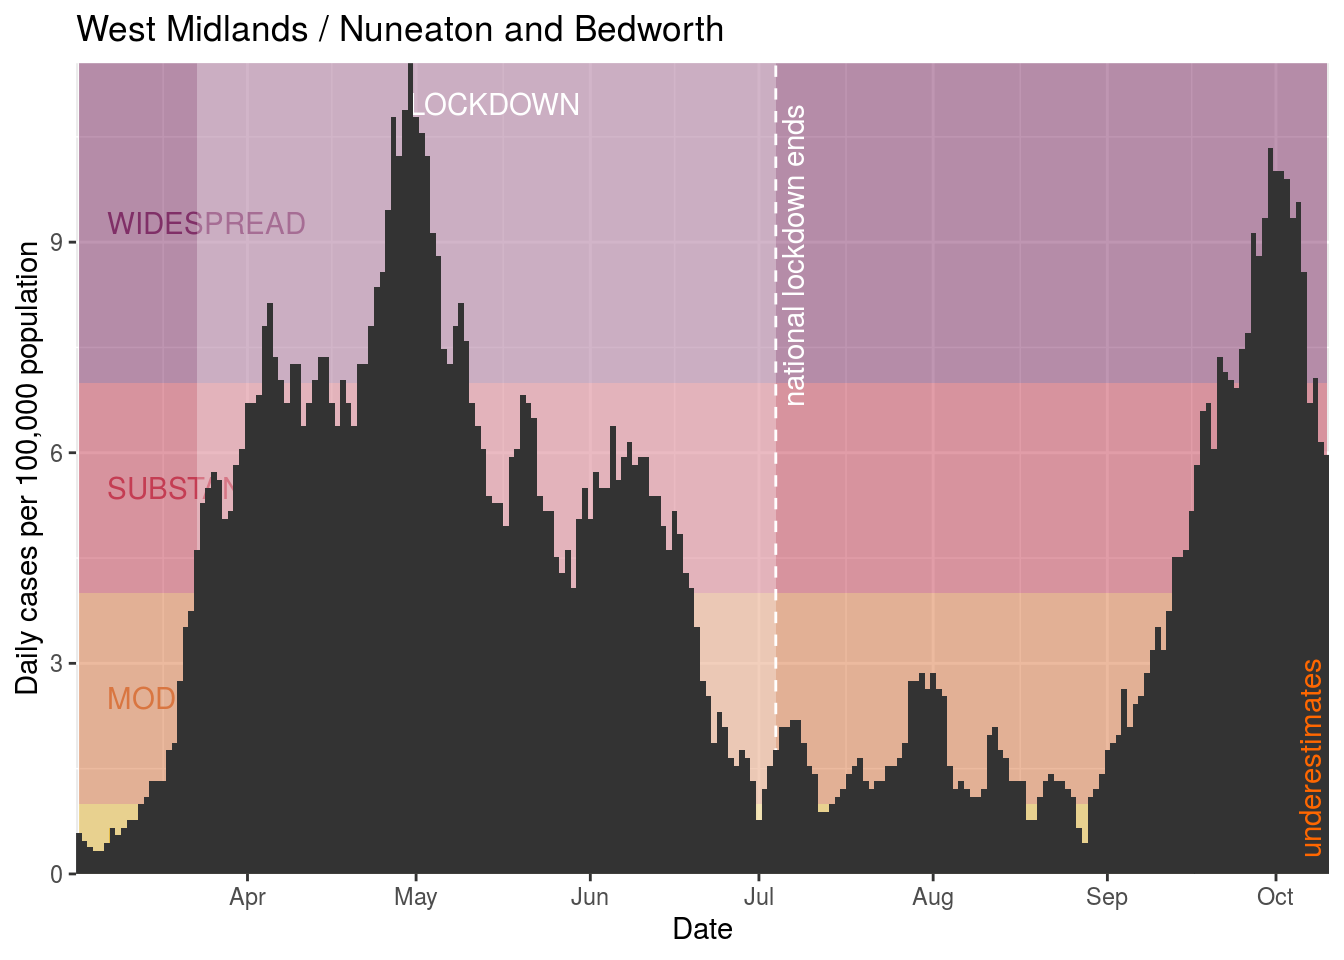 West Midlands / Nuneaton and Bedworth
LOCKDOWN
national lockdown ends
WIDESPREAD
SUBSTAN
MOD
underestimates
Daily cases per 100,000 population
9
6
3
0
Apr May Jun Jul Aug Sep Oct
Date